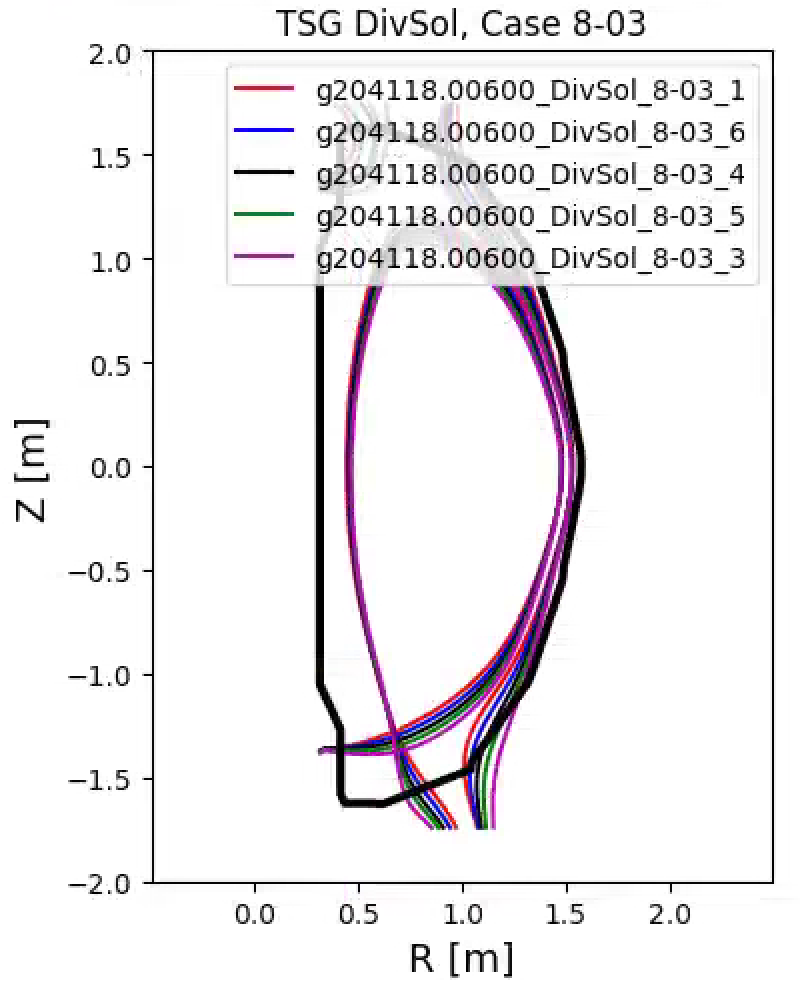 TSG DivSol, Case 8-03
g204118.00600_DivSol_8-03_1
g204118.00600_DivSol_8-03_6
g204118.00600_DivSol_8-03_4
g204118.00600_DivSol_8-03_5
g204118.00600_DivSol_8-03_3
2.0
1.5
1.0
0.5
0.0
−0.5
−1.0
−1.5
−2.0
Z [m]
0.0 0.5 1.0 1.5 2.0
R [m]